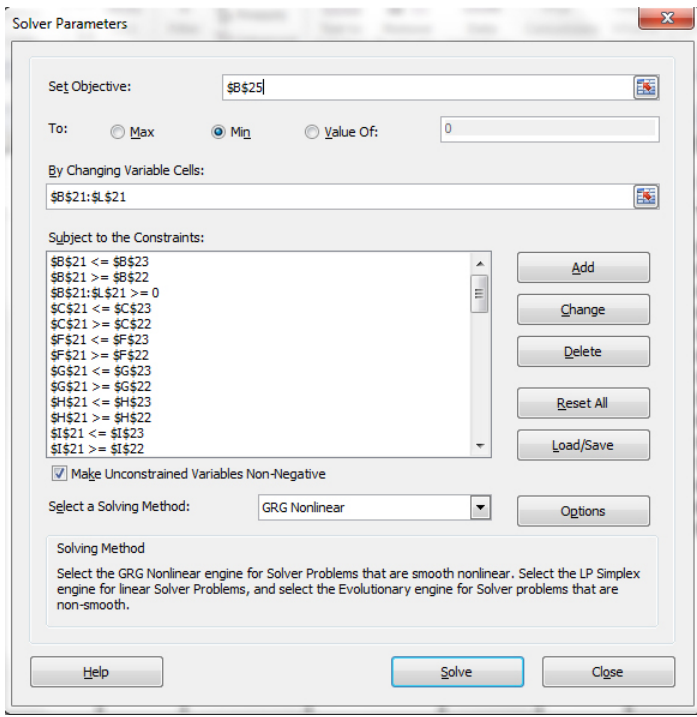 Solver Parameters
Set Objective:
$B$25
To:
Max
Min
Value Of:
0
By Changing Variable Cells:
$B$21:$L$21
Subject to the Constraints:
$B$21 <= $B$23
$B$21 >= $B$22
$B$21:$L$21 >= 0
$C$21 <= $C$23
$C$21 >= $C$22
$F$21 <= $F$23
$F$21 >= $F$22
$G$21 <= $G$23
$G$21 >= $G$22
$H$21 <= $H$23
$H$21 >= $H$22
$I$21 <= $I$23
$I$21 >= $I$22
Add
Change
Delete
Reset All
Load/Save
Make Unconstrained Variables Non-Negative
Select a Solving Method:
GRG Nonlinear
Options
Solving Method
Select the GRG Nonlinear engine for Solver Problems that are smooth nonlinear. Select the LP Simplex
engine for linear Solver Problems, and select the Evolutionary engine for Solver problems that are
non-smooth.
Help
Solve
Close